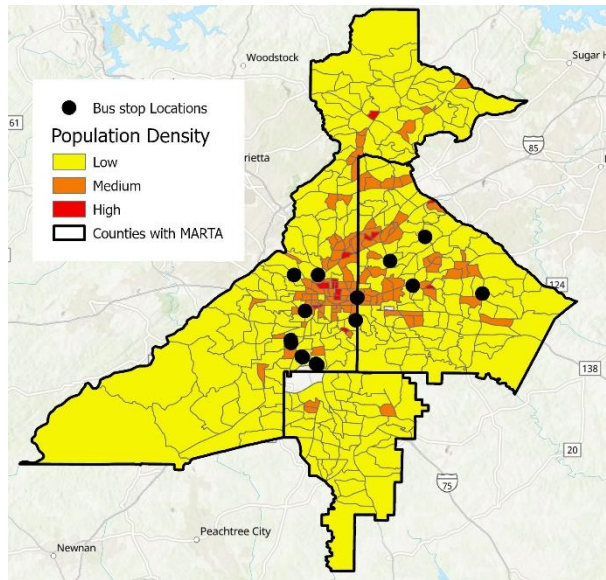 Woodstock
Sugar H
Bus stop Locations
61
Population Density
85
Low
rietta
Medium
High
Counties with MARTA
124
138
20
75
Peachtree City
Newnan